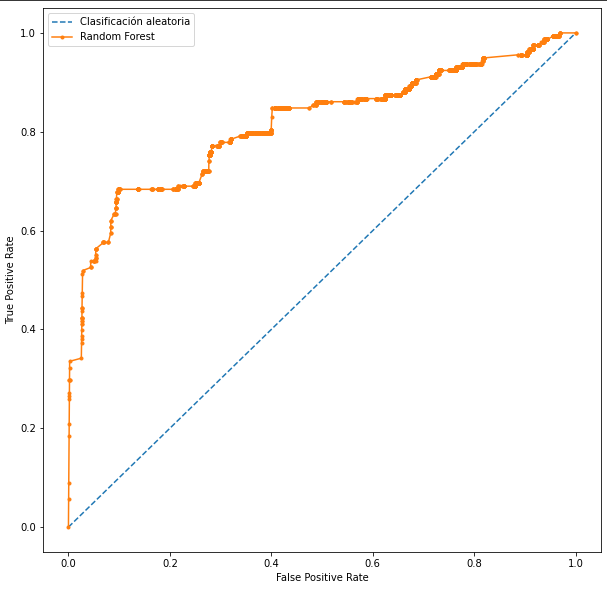 Clasificación aleatoria
Random Forest
True Positive Rate
1.0
0.8
0.6
0.4
0.2
0.0
0.0 0.2 0.4 0.6 0.8 1.0
False Positive Rate